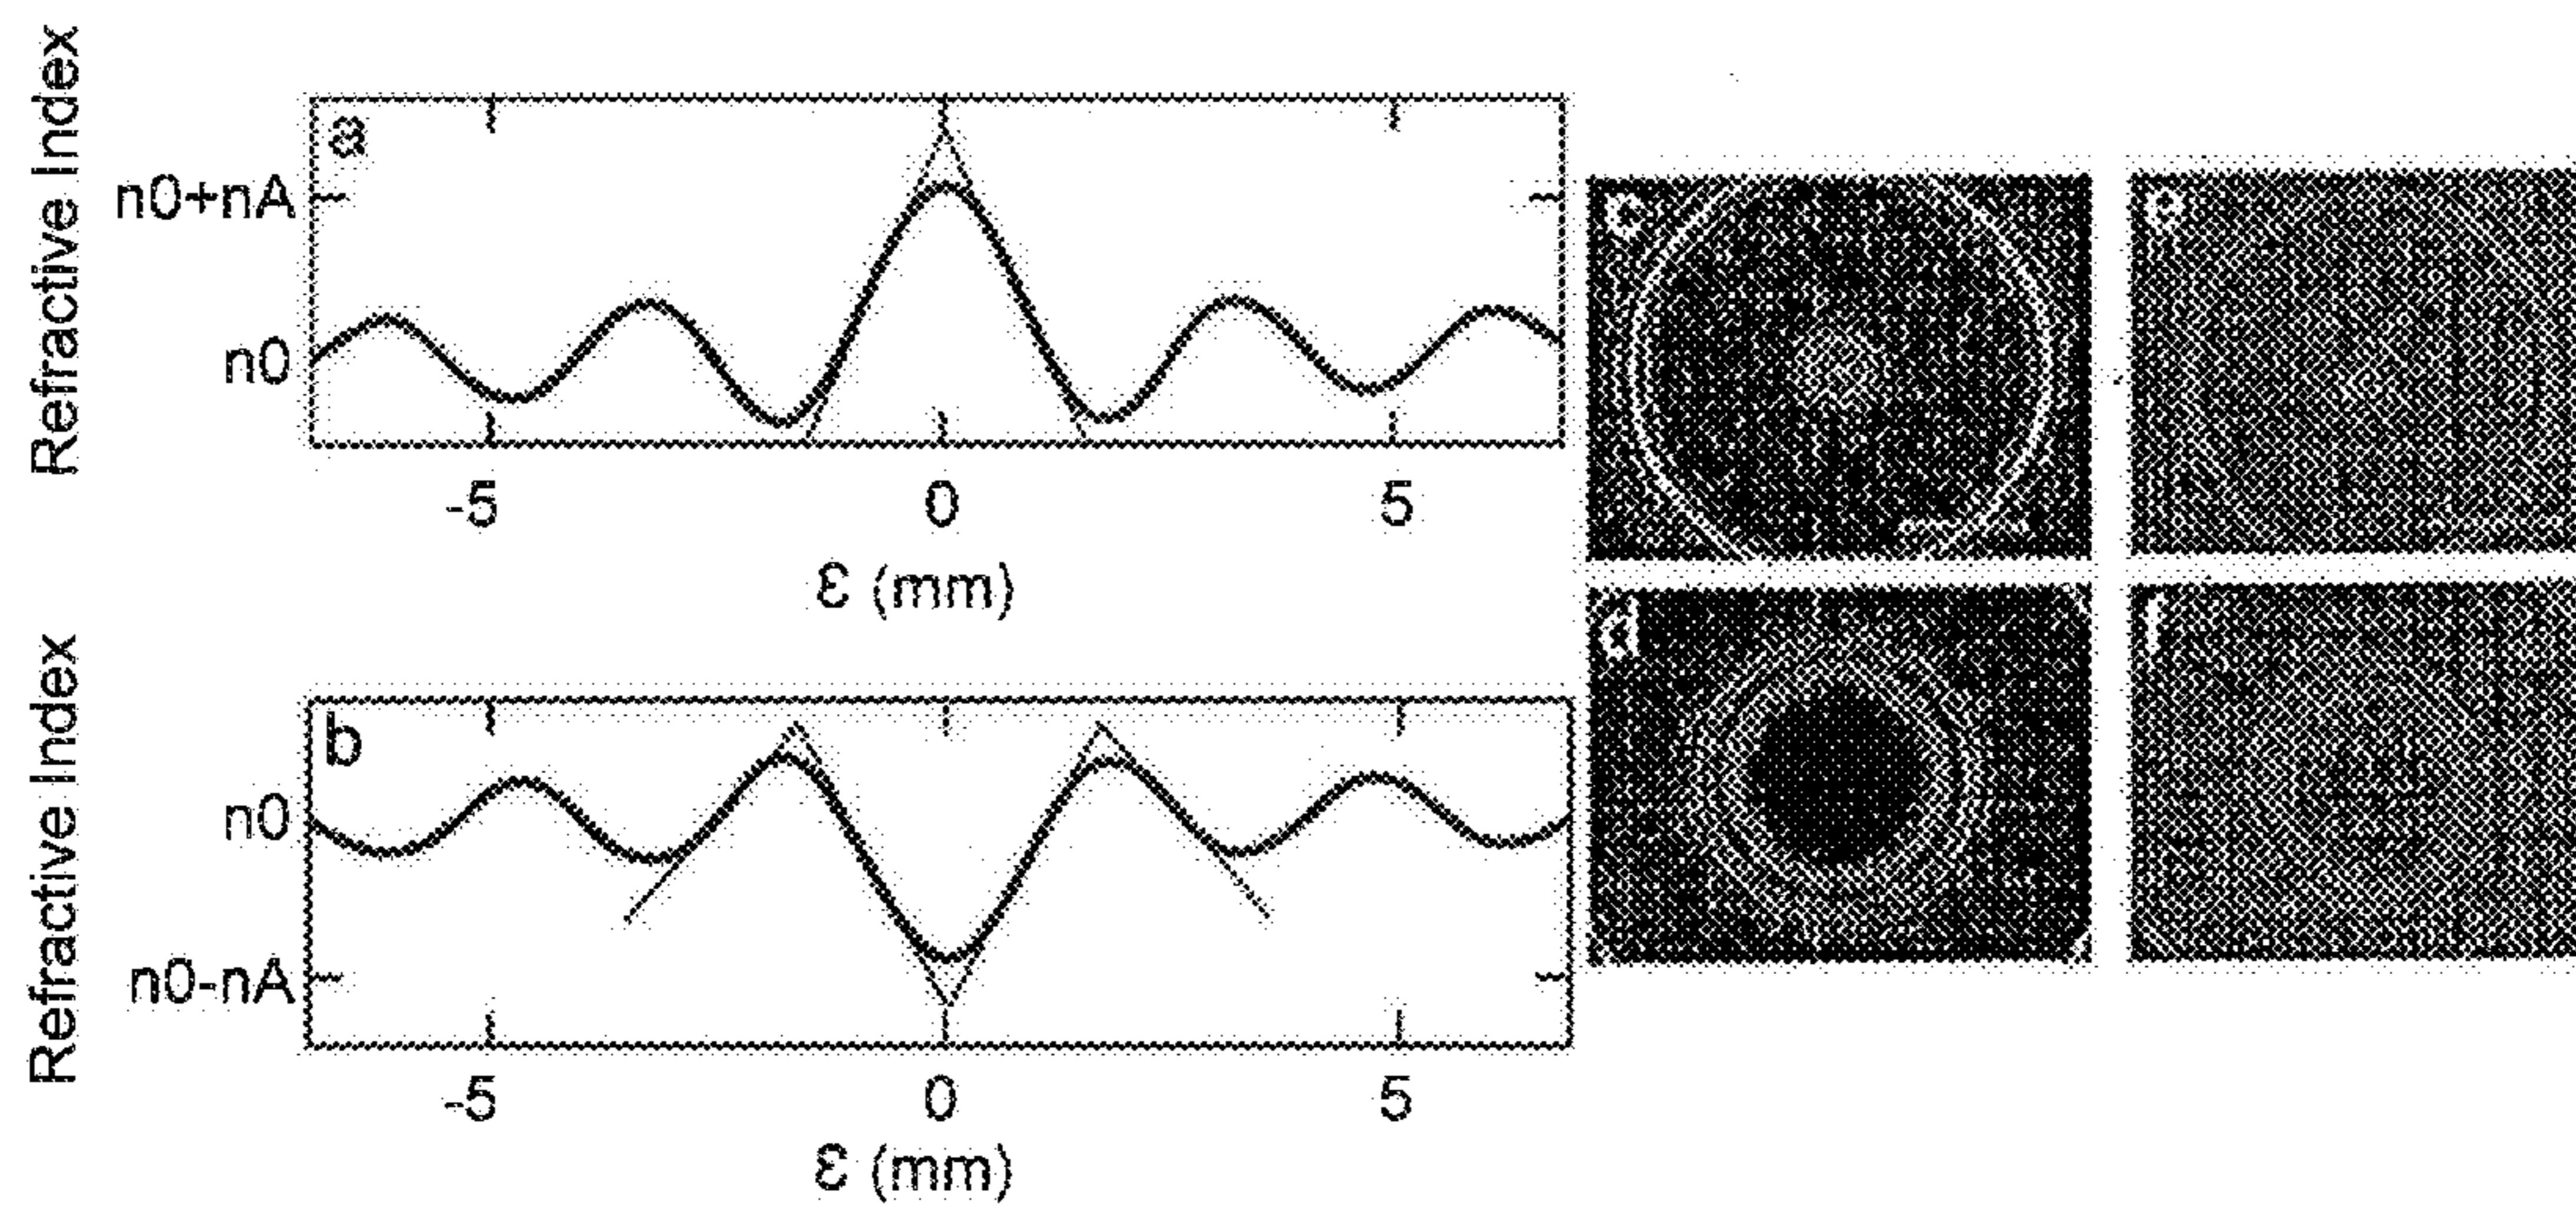 Refractive Index
a
n0+nA
n0
-5 0 5
ε (mm)
Refractive Index
b
n0
n0-nA
-5 0 5
ε (mm)
c
e
d
f